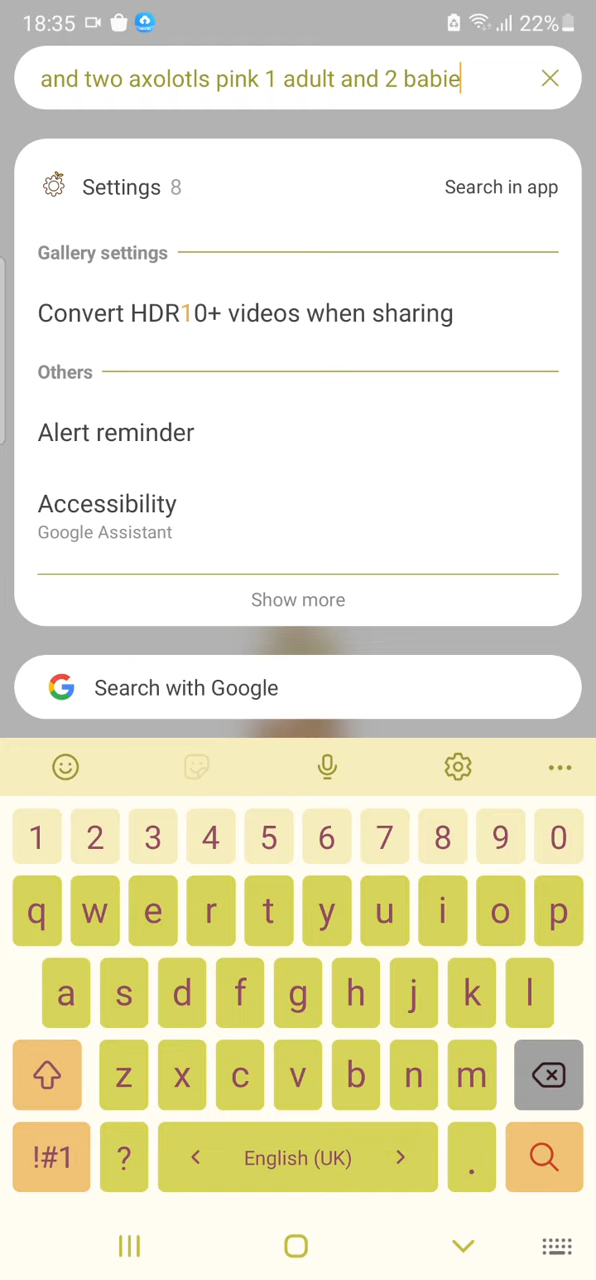 18:35 22%
and two axolotls pink 1 adult and 2 babie
Settings 8 Search in app
Gallery settings
Convert HDR10+ videos when sharing
Others
Alert reminder
Accessibility
Google Assistant
Show more
G Search with Google
1 2 3 4 5 6 7 8 9 0
q w e r t y u i o p
a s d f g h j k l
z x c v b n m
!#1 ? < English (UK) > .